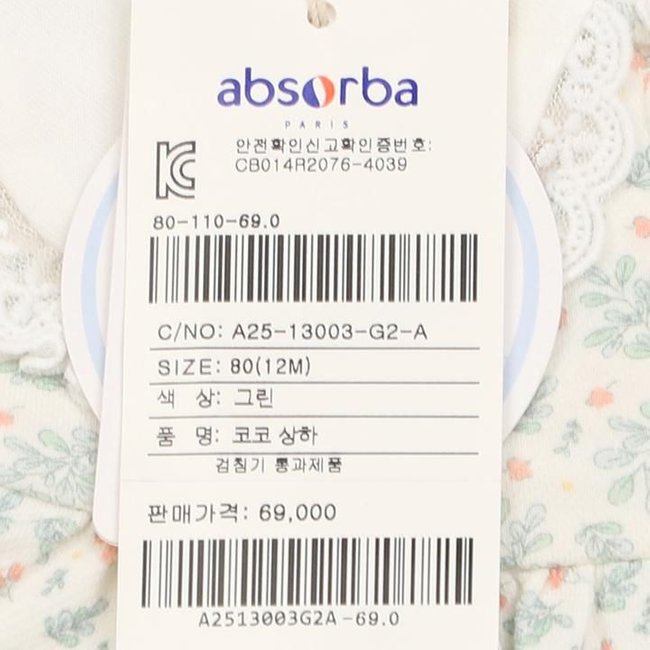 absorba
PARIS
안전확인신고확인증번호:
CB014R2076-4039
80-110-69.0
C/NO: A25-13003-G2-A
SIZE: 80(12M)
색 상: 그린
품 명: 코코 상하
검침기 통과제품
판매가격: 69,000
A2513003G2A-69.0